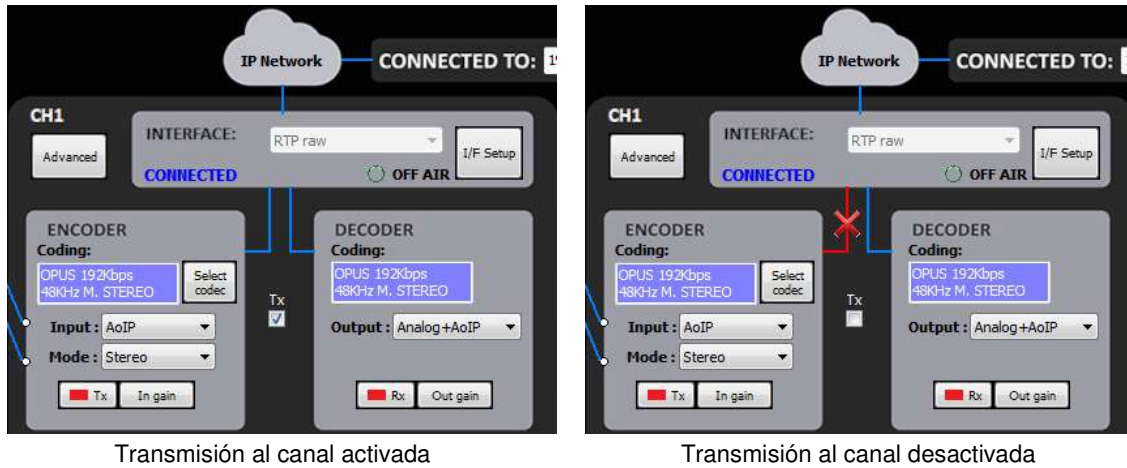 IP Network
CONNECTED TO:
CH1
Advanced
INTERFACE:
RTP raw
I/F Setup
CONNECTED
OFF AIR
ENCODER
Coding:
OPUS 192Kbps
48KHz M. STEREO
Select
codec
Input : AoIP
Mode : Stereo
Tx
In gain
Tx
DECODER
Coding:
OPUS 192Kbps
48KHz M. STEREO
Output : Analog+AoIP
Rx
Out gain
Transmisión al canal activada
IP Network
CONNECTED TO:
CH1
Advanced
INTERFACE:
RTP raw
I/F Setup
CONNECTED
OFF AIR
ENCODER
Coding:
OPUS 192Kbps
48KHz M. STEREO
Select
codec
Input : AoIP
Mode : Stereo
Tx
In gain
Tx
DECODER
Coding:
OPUS 192Kbps
48KHz M. STEREO
Output : Analog+AoIP
Rx
Out gain
Transmisión al canal desactivada